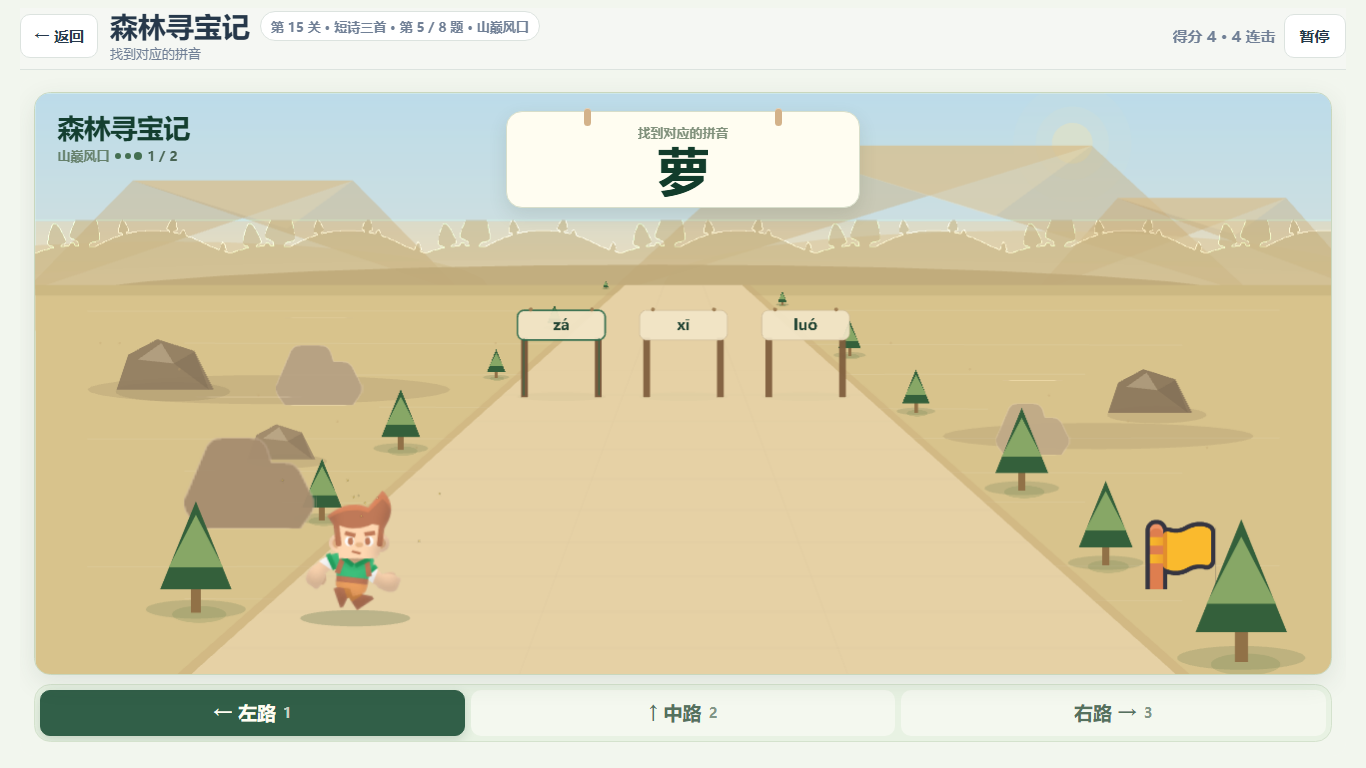 ← 返回
森林寻宝记
第 15 关 • 短诗三首 • 第 5 / 8 题 • 山巅风口
找到对应的拼音
得分 4 • 4 连击
暂停
森林寻宝记
山巅风口 ●●● 1 / 2
找到对应的拼音
萝
zá
xī
luó
← 左路 1
↑ 中路 2
右路 → 3